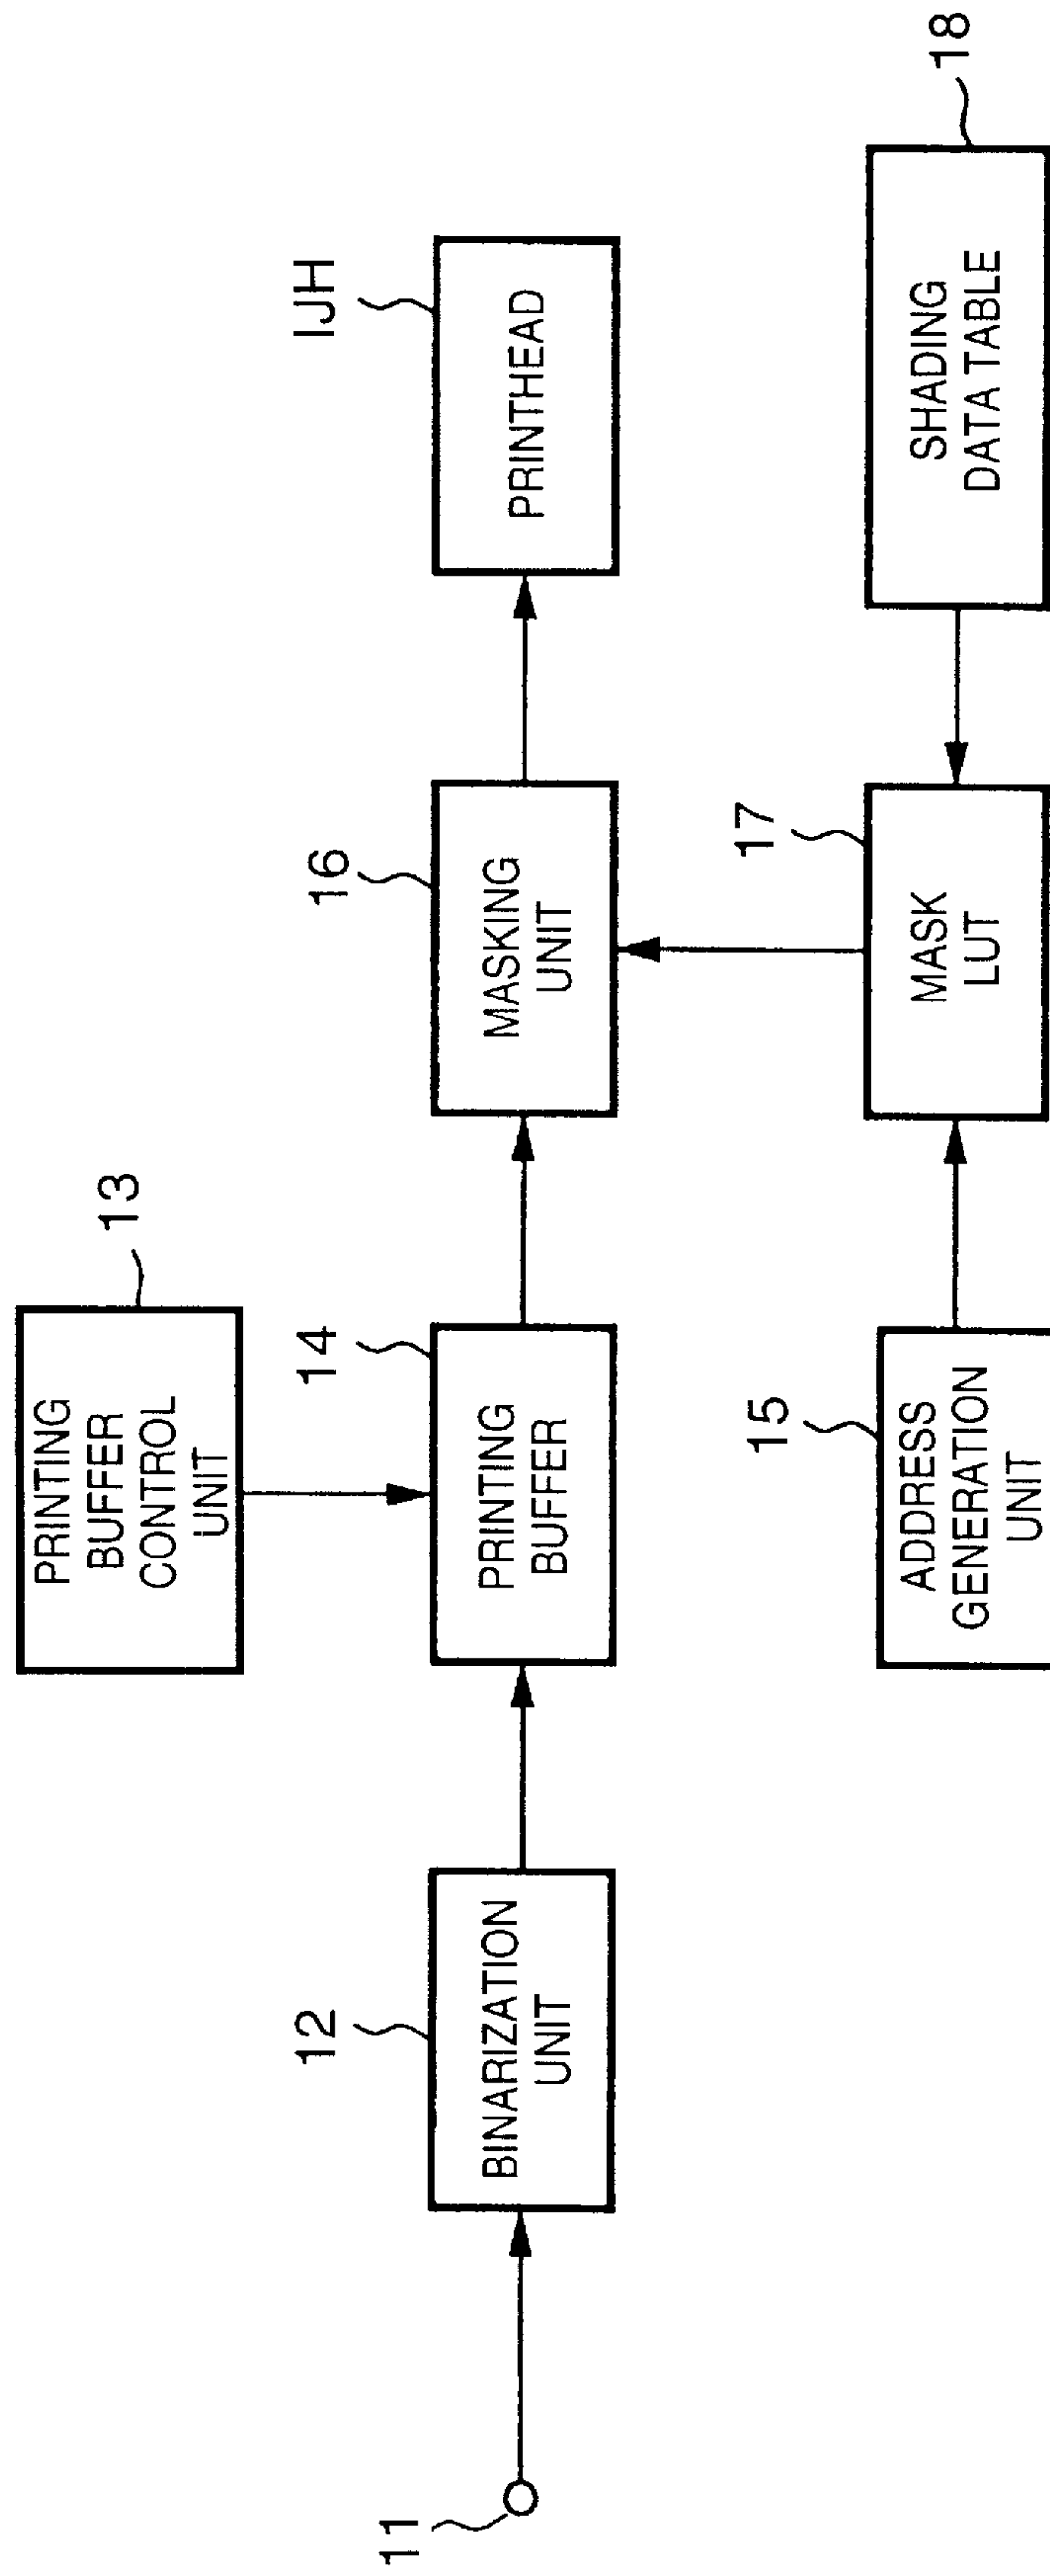 11
12
BINARIZATION
UNIT
PRINTING
BUFFER
CONTROL
UNIT
13
14
PRINTING
BUFFER
16
MASKING
UNIT
IJH
PRINTHEAD
15
ADDRESS
GENERATION
UNIT
17
MASK
LUT
18
SHADING
DATA TABLE